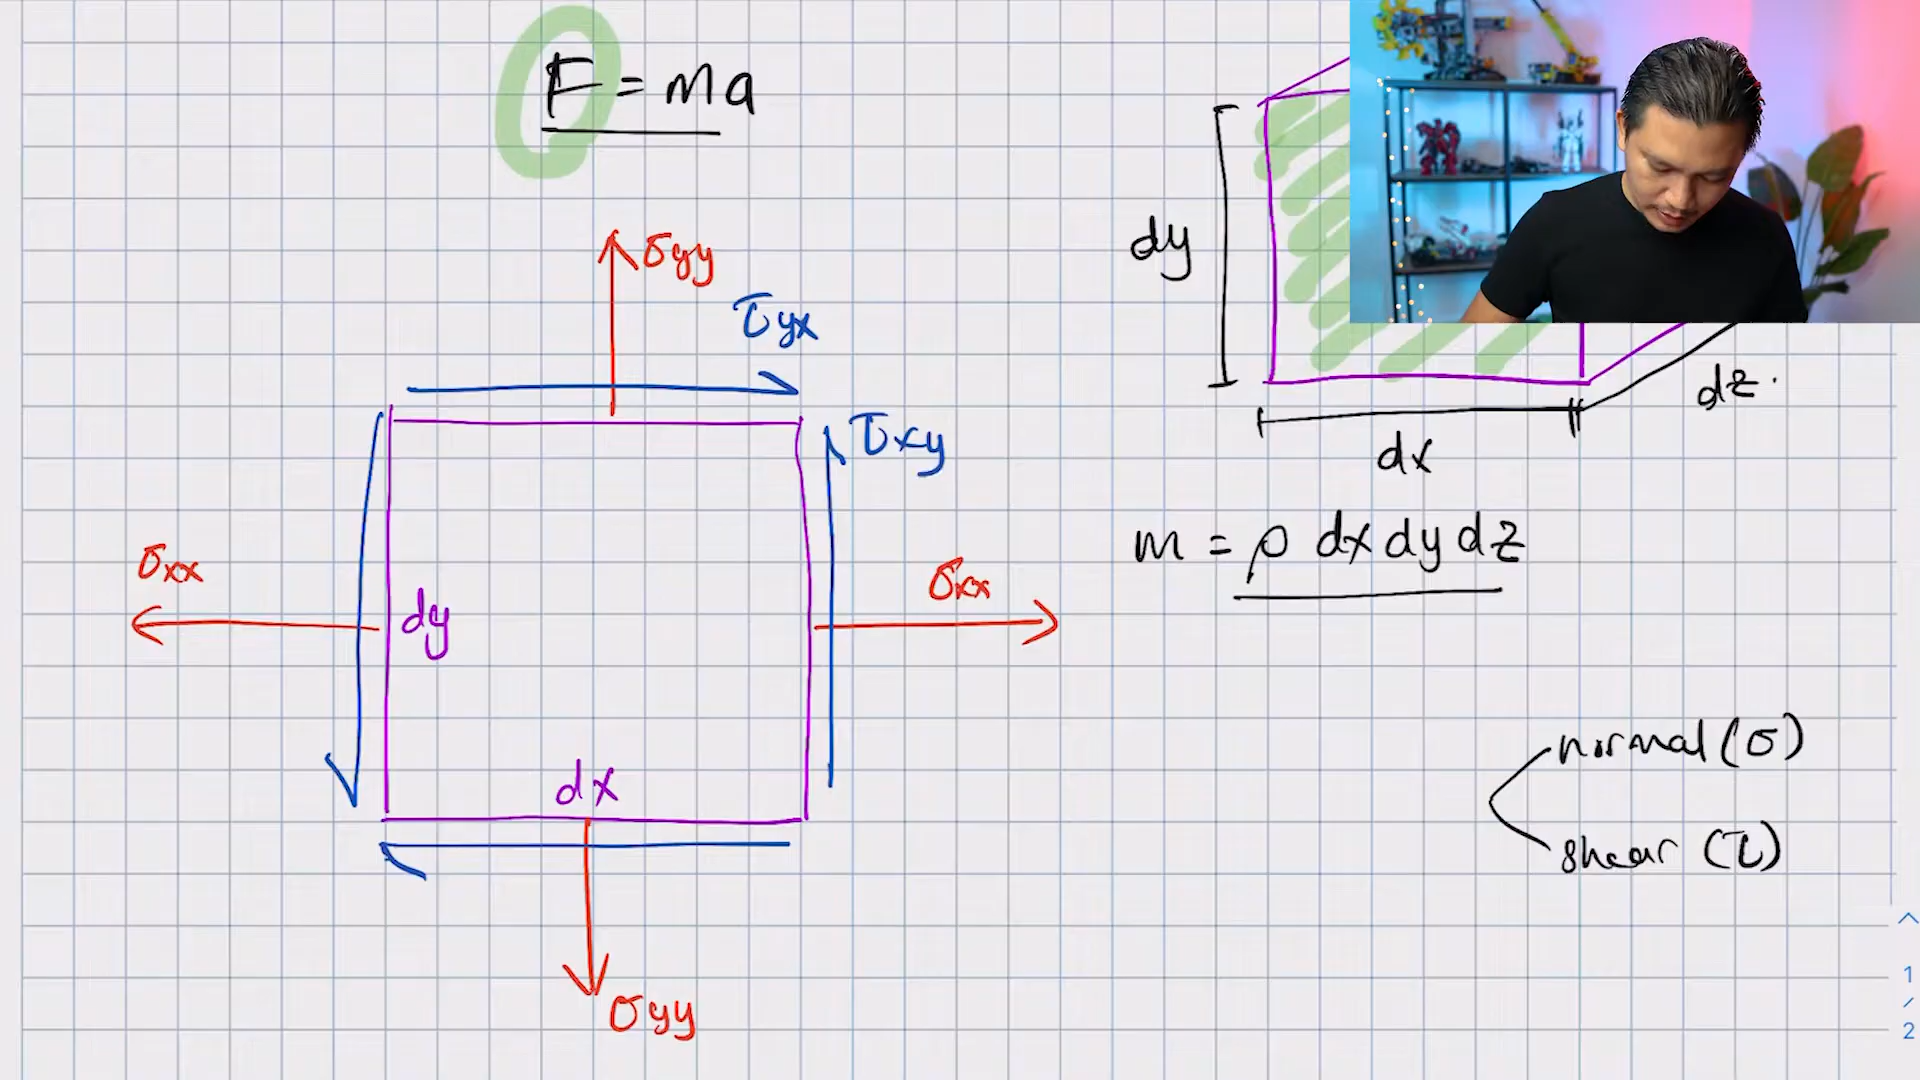 F = ma
σyy
τyx
τxy
σxx
σxx
dy
dx
σyy
dy
dx
dz.
m = ρ dx dy dz
normal (σ)
shear (τ)
1
/
2